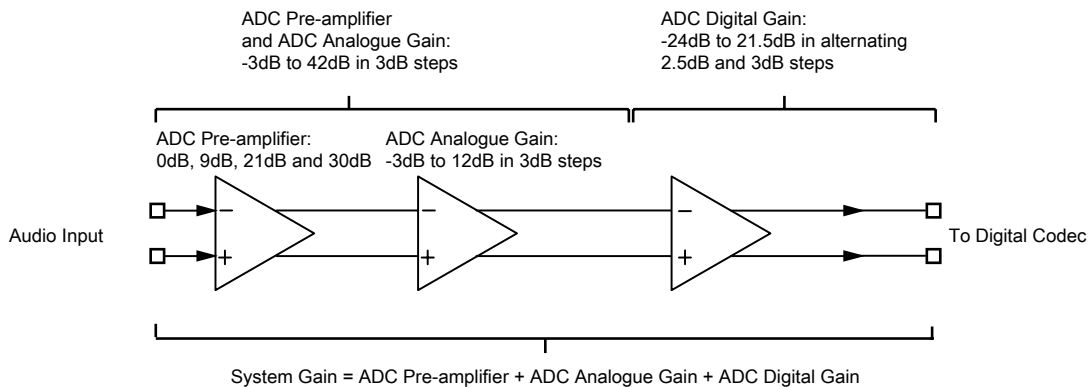 ADC Pre-amplifier
and ADC Analogue Gain:
-3dB to 42dB in 3dB steps
ADC Digital Gain:
-24dB to 21.5dB in alternating
2.5dB and 3dB steps
ADC Pre-amplifier:
0dB, 9dB, 21dB and 30dB
ADC Analogue Gain:
-3dB to 12dB in 3dB steps
Audio Input
- - -
+ + +
To Digital Codec
System Gain = ADC Pre-amplifier + ADC Analogue Gain + ADC Digital Gain